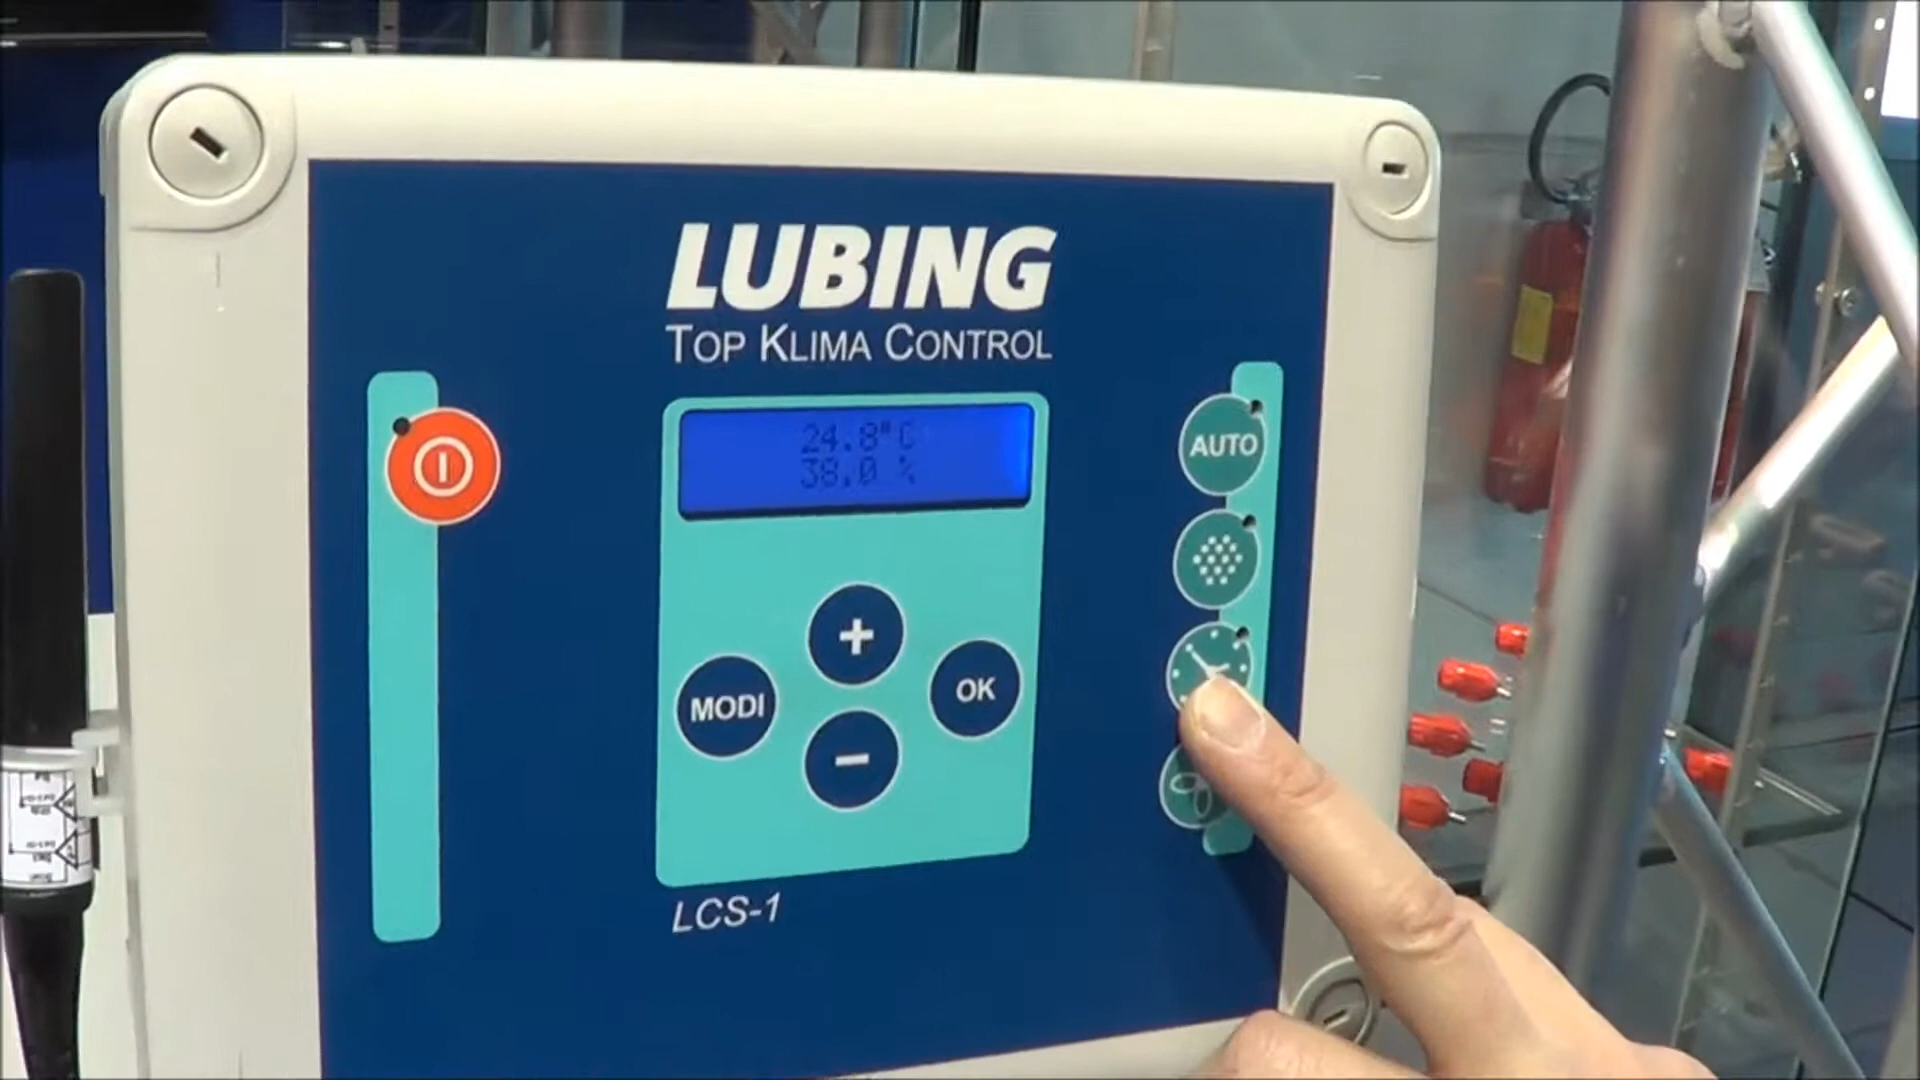 LUBING
TOP KLIMA CONTROL
24.8°C
38.0 %
AUTO
+
MODI
OK
−
LCS-1